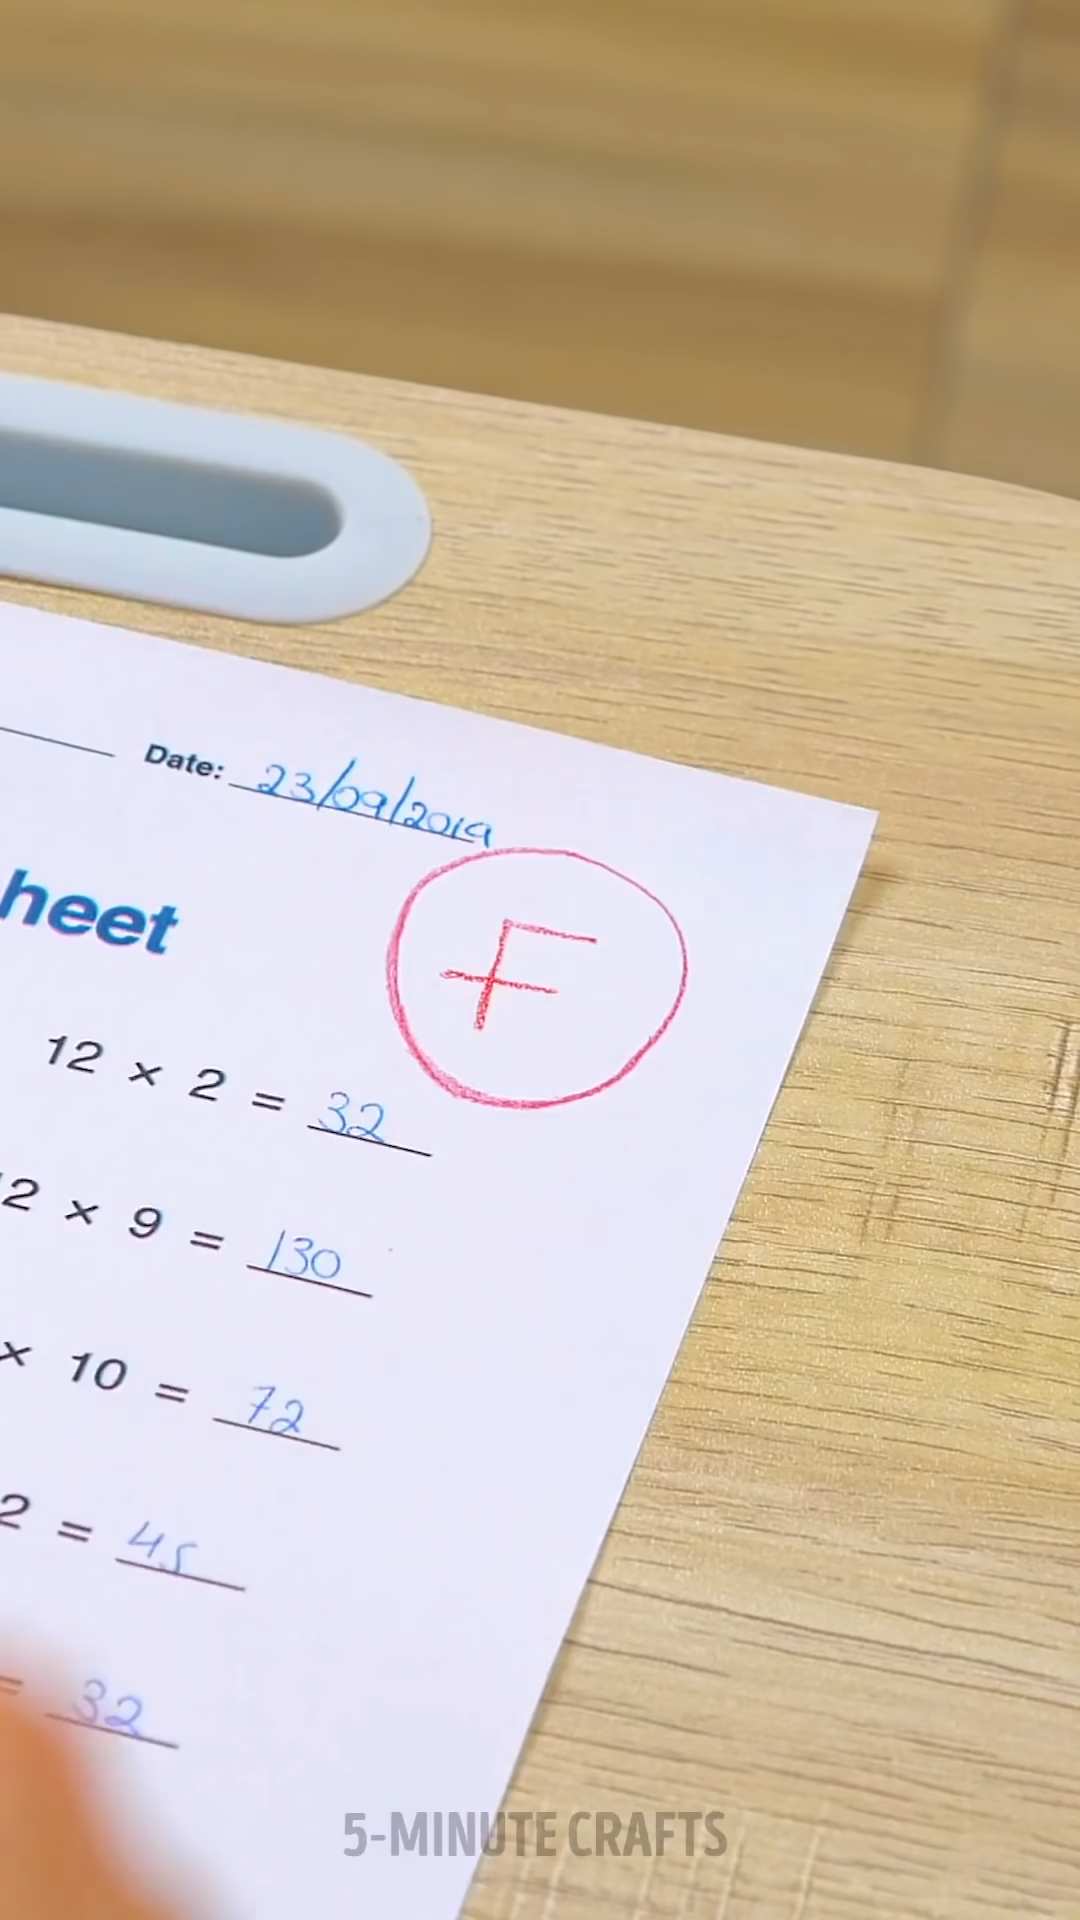 Date: 23/09/2019
heet
F
12 × 2 = 32
2 × 9 = 130
× 10 = 72
2 = 45
= 32
5-MINUTE CRAFTS